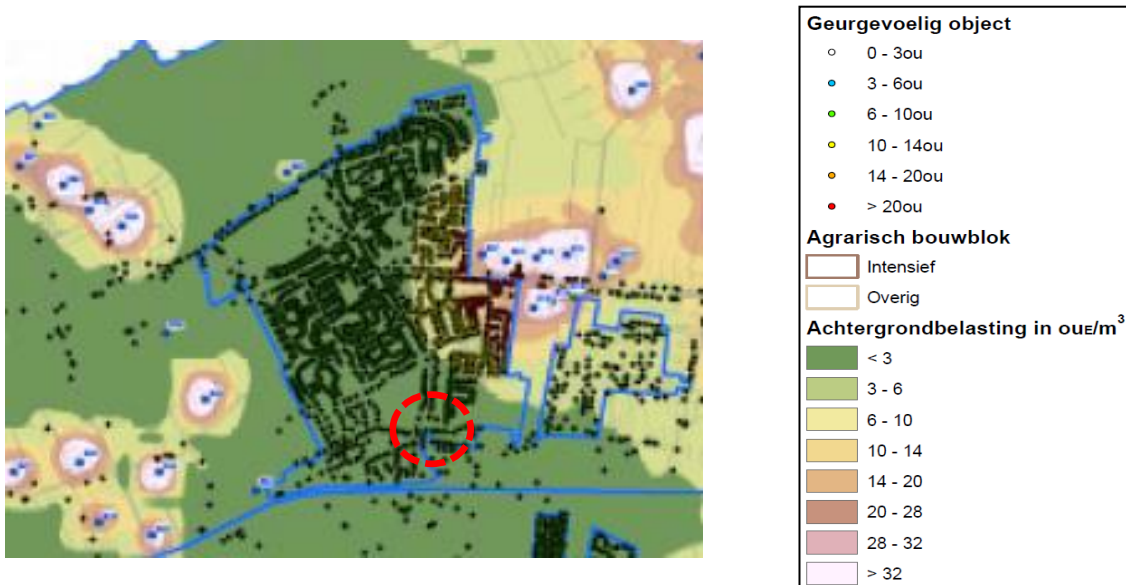 Geurgevoelig object
0 - 3ou
3 - 6ou
6 - 10ou
10 - 14ou
14 - 20ou
> 20ou
Agrarisch bouwblok
Intensief
Overig
Achtergrondbelasting in ouᴇ/m³
< 3
3 - 6
6 - 10
10 - 14
14 - 20
20 - 28
28 - 32
> 32